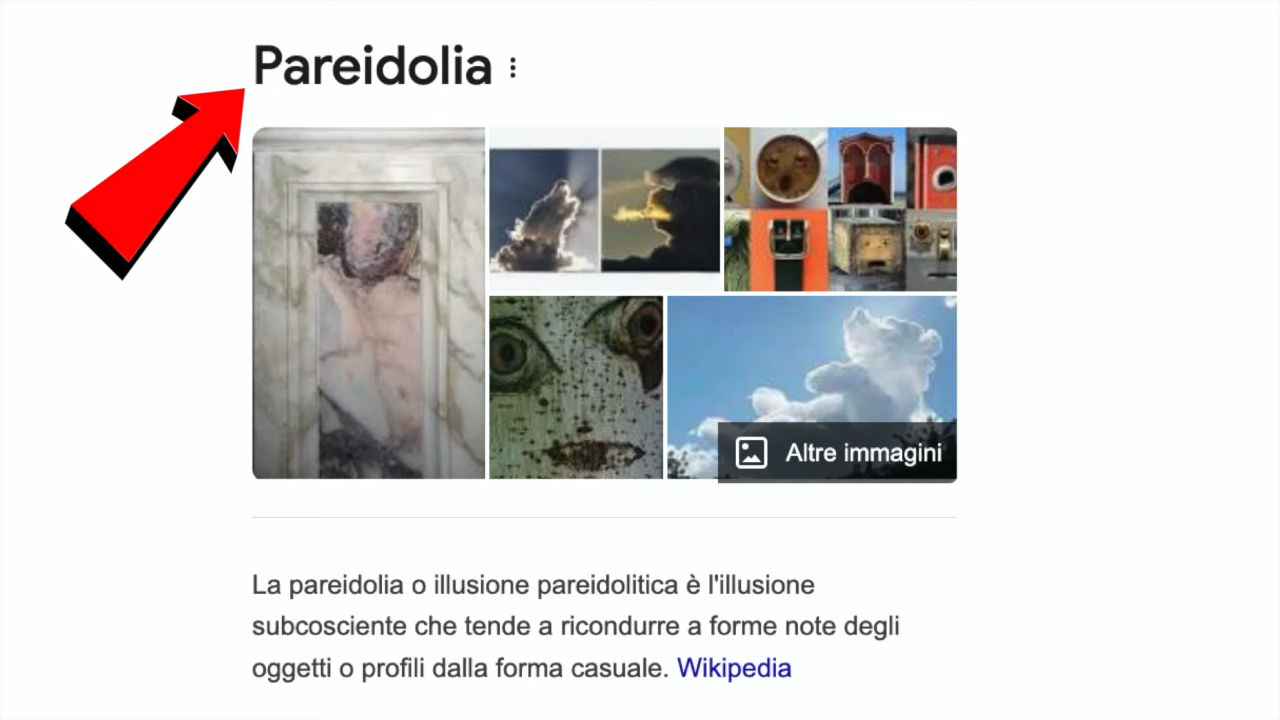 Pareidolia
Altre immagini
La pareidolia o illusione pareidolitica è l'illusione
subcosciente che tende a ricondurre a forme note degli
oggetti o profili dalla forma casuale. Wikipedia